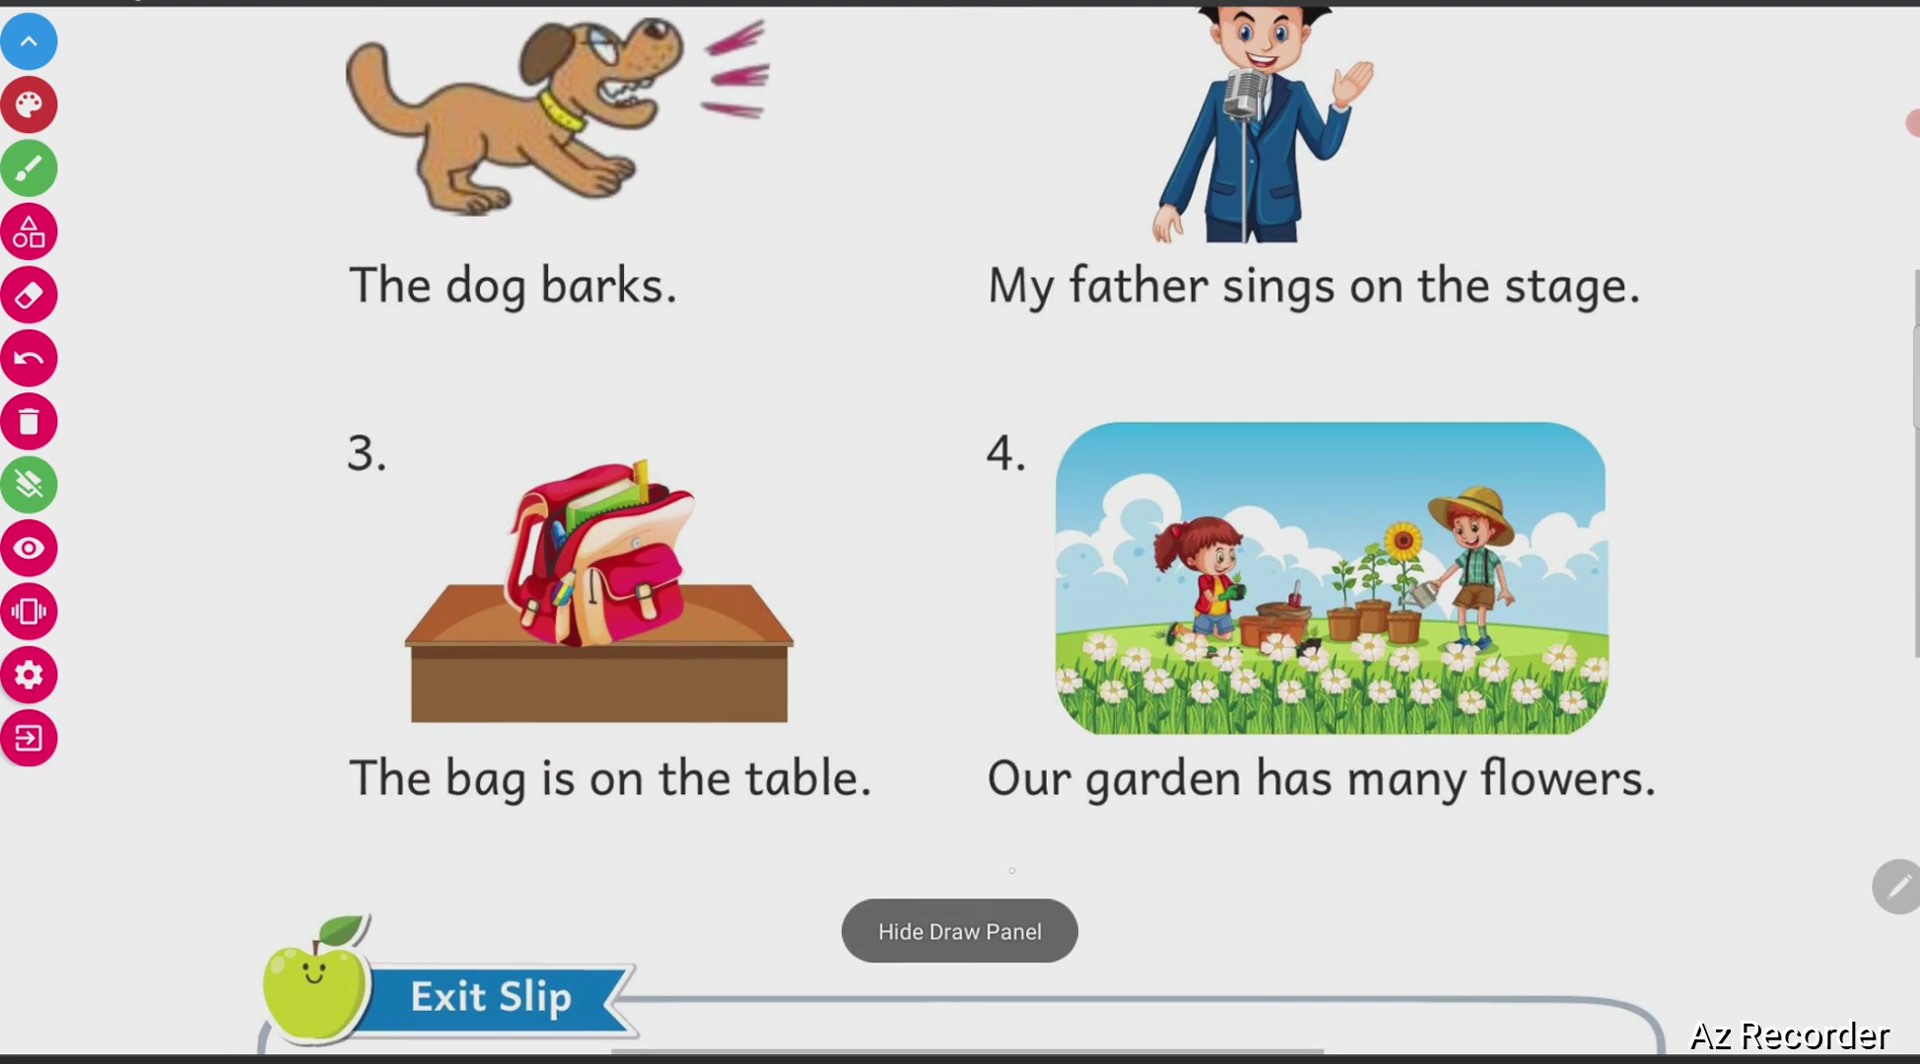 The dog barks.
My father sings on the stage.
3.
4.
The bag is on the table.
Our garden has many flowers.
Hide Draw Panel
Exit Slip
Az Recorder